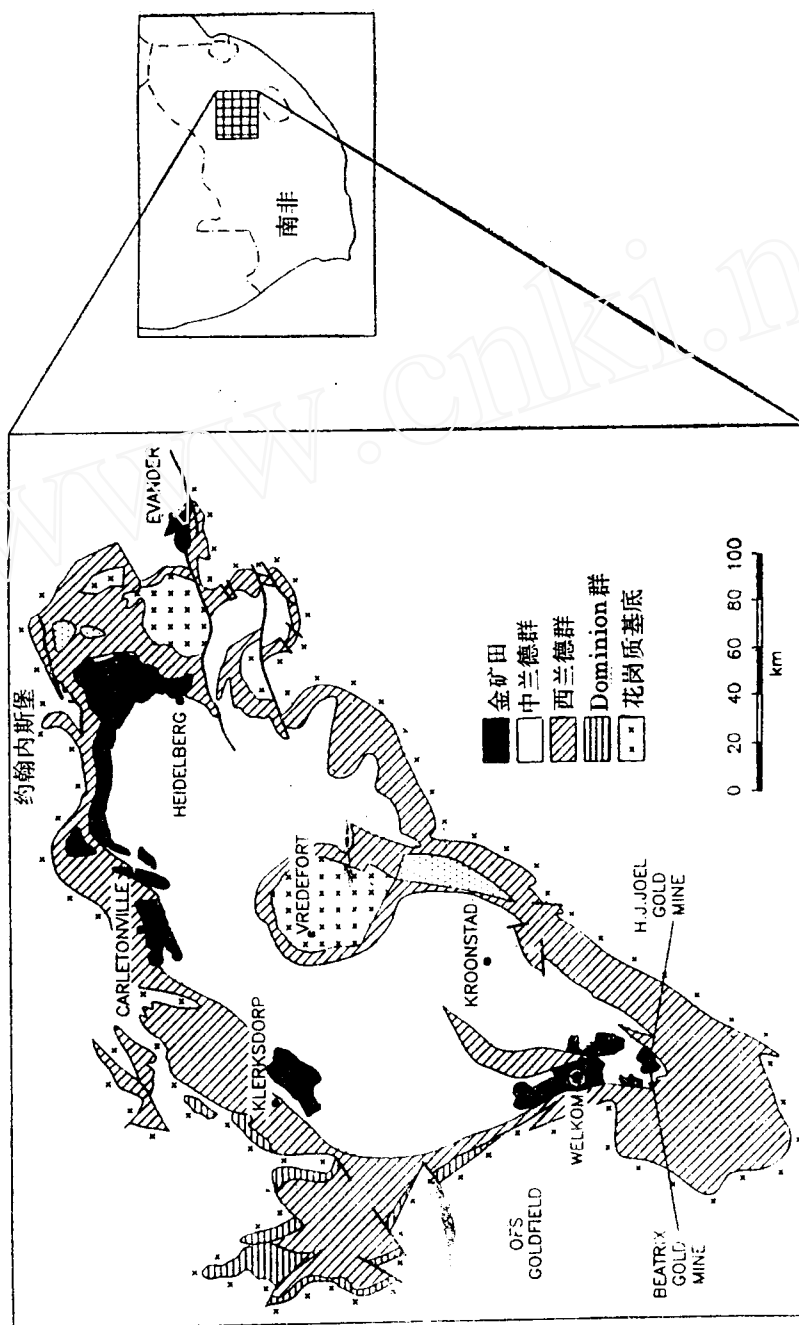 南非
约翰内斯堡
EVANDER
HEIDELBERG
CARLETONVILLE
VREDEFORT
KLERKSDORP
KROONSTAD
WELKOM
OFS
GOLDFIELD
H.J.JOEL
GOLD
MINE
BEATRIX
GOLD
MINE
金矿田
中兰德群
西兰德群
Dominion 群
花岗质基底
0 20 40 60 80 100
km
www.cnki.n